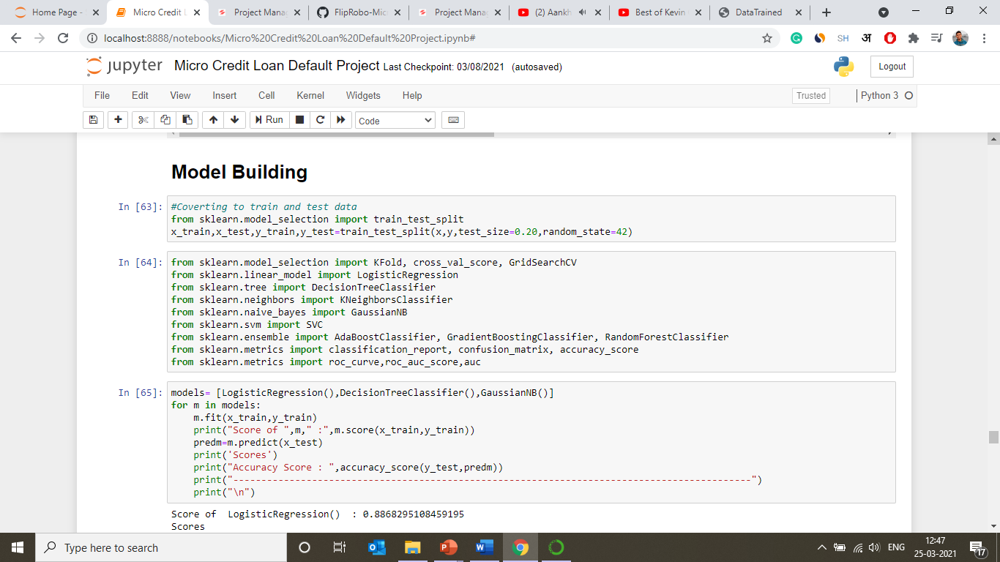 Home Page -
Micro Credit L
Project Manag
FlipRobo-Mic
Project Manag
(2) Aankh
Best of Kevin
DataTrained
localhost:8888/notebooks/Micro%20Credit%20Loan%20Default%20Project.ipynb#
SH अ
jupyter Micro Credit Loan Default Project Last Checkpoint: 03/08/2021 (autosaved)
Logout
File Edit View Insert Cell Kernel Widgets Help
Trusted
Python 3
Run
Code
Model Building
In [63]:
#Coverting to train and test data
from sklearn.model_selection import train_test_split
x_train,x_test,y_train,y_test=train_test_split(x,y,test_size=0.20,random_state=42)
In [64]:
from sklearn.model_selection import KFold, cross_val_score, GridSearchCV
from sklearn.linear_model import LogisticRegression
from sklearn.tree import DecisionTreeClassifier
from sklearn.neighbors import KNeighborsClassifier
from sklearn.naive_bayes import GaussianNB
from sklearn.svm import SVC
from sklearn.ensemble import AdaBoostClassifier, GradientBoostingClassifier, RandomForestClassifier
from sklearn.metrics import classification_report, confusion_matrix, accuracy_score
from sklearn.metrics import roc_curve,roc_auc_score,auc
In [65]:
models= [LogisticRegression(),DecisionTreeClassifier(),GaussianNB()]
for m in models:
    m.fit(x_train,y_train)
    print("Score of ",m," :",m.score(x_train,y_train))
    predm=m.predict(x_test)
    print('Scores')
    print("Accuracy Score : ",accuracy_score(y_test,predm))
    print("--------------------------------------------------------------------------------------------")
    print("\n")
Score of  LogisticRegression()  : 0.8868295108459195
Scores
Type here to search
ENG
12:47
25-03-2021
17